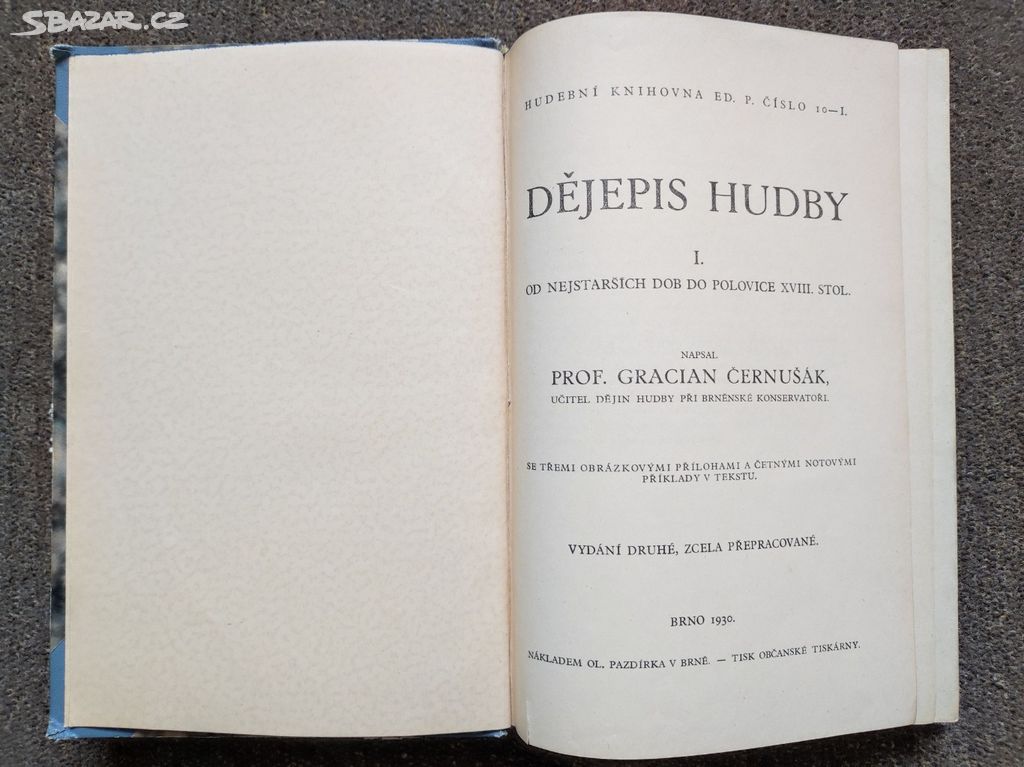 SBAZAR.CZ
HUDEBNÍ KNIHOVNA ED. P. ČÍSLO 10—I.
DĚJEPIS HUDBY
I.
OD NEJSTARŠÍCH DOB DO POLOVICE XVIII. STOL.
NAPSAL
PROF. GRACIAN ČERNUŠÁK,
UČITEL DĚJIN HUDBY PŘI BRNĚNSKÉ KONSERVATOŘI.
SE TŘEMI OBRÁZKOVÝMI PŘÍLOHAMI A ČETNÝMI NOTOVÝMI
PŘÍKLADY V TEKSTU.
VYDÁNÍ DRUHÉ, ZCELA PŘEPRACOVANÉ.
BRNO 1930.
NÁKLADEM OL. PAZDÍRKA V BRNĚ. — TISK OBČANSKÉ TISKÁRNY.